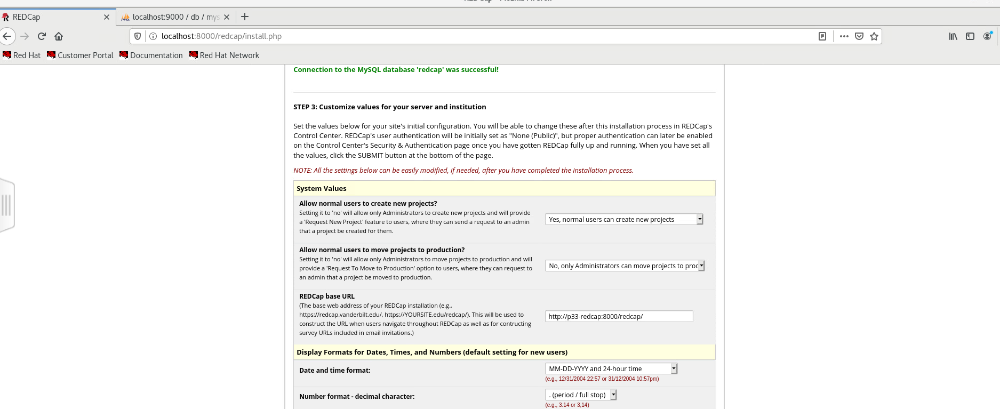 REDCap
localhost:9000 / db / mys
localhost:8000/redcap/install.php
Red Hat Customer Portal Documentation Red Hat Network
Connection to the MySQL database 'redcap' was successful!
STEP 3: Customize values for your server and institution
Set the values below for your site's initial configuration. You will be able to change these after this installation process in REDCap's
Control Center. REDCap's user authentication will be initially set as "None (Public)", but proper authentication can later be enabled
on the Control Center's Security & Authentication page once you have gotten REDCap fully up and running. When you have set all
the values, click the SUBMIT button at the bottom of the page.
NOTE: All the settings below can be easily modified, if needed, after you have completed the installation process.
System Values
Allow normal users to create new projects?
Setting it to 'no' will allow only Administrators to create new projects and will provide
a 'Request New Project' feature to users, where they can send a request to an admin
that a project be created for them.
Yes, normal users can create new projects
Allow normal users to move projects to production?
Setting it to 'no' will allow only Administrators to move projects to production and will
provide a 'Request To Move to Production' option to users, where they can request to
an admin that a project be moved to production.
No, only Administrators can move projects to proc
REDCap base URL
(The base web address of your REDCap installation (e.g.,
https://redcap.vanderbilt.edu/, https://YOURSITE.edu/redcap/). This will be used to
construct the URL when users navigate throughout REDCap as well as for contructing
survey URLs included in email invitations.)
http://p33-redcap:8000/redcap/
Display Formats for Dates, Times, and Numbers (default setting for new users)
Date and time format:
MM-DD-YYYY and 24-hour time
(e.g., 12/31/2004 22:57 or 31/12/2004 10:57pm)
Number format - decimal character:
. (period / full stop)
(e.g., 3.14 or 3,14)